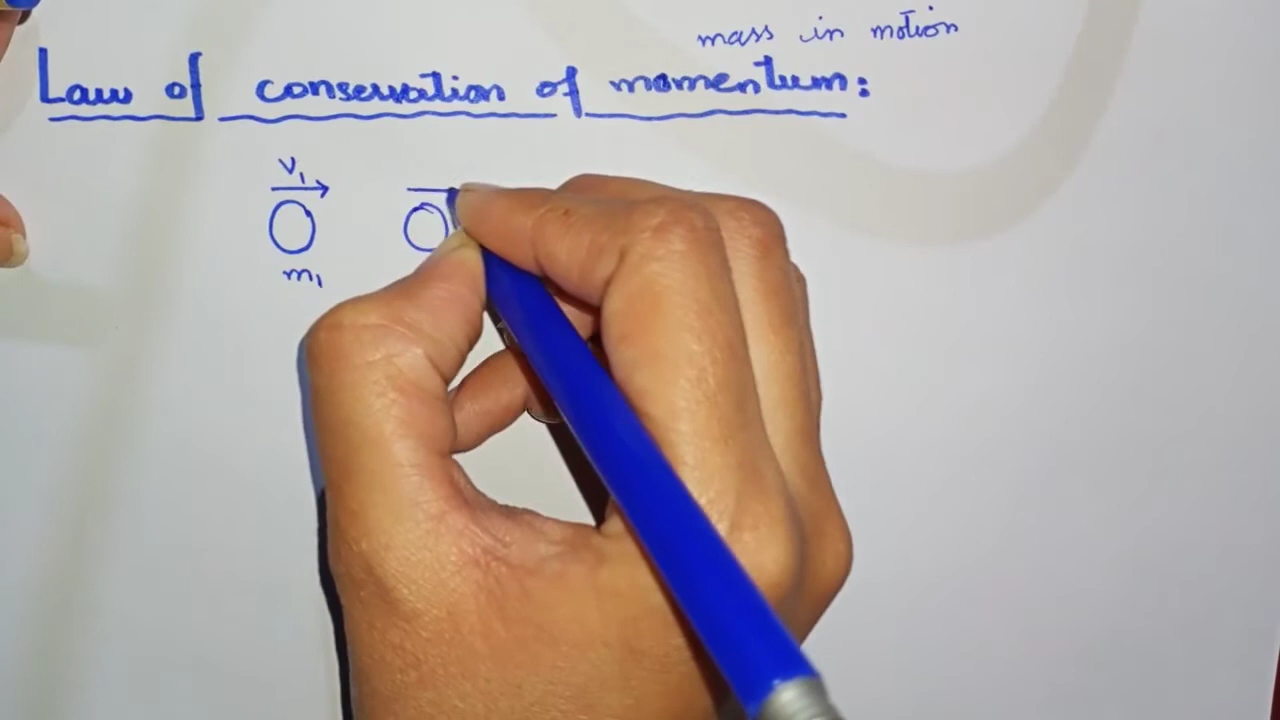 mass in motion
Law of conservation of momentum:
v₁
m₁